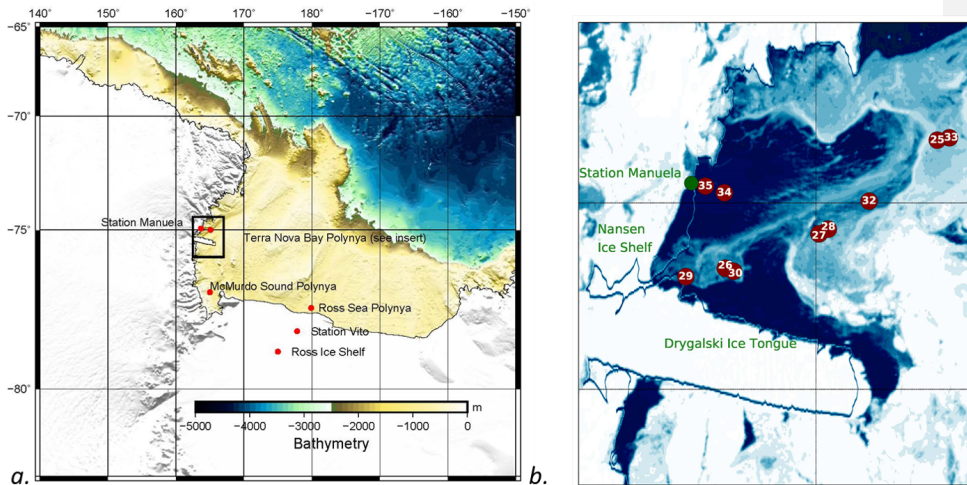 140° 150° 160° 170° 180° −170° −160° −150°
−65°
−70°
−75°
−80°
Station Manuela
Terra Nova Bay Polynya (see insert)
McMurdo Sound Polynya
Ross Sea Polynya
Station Vito
Ross Ice Shelf
m
−5000 −4000 −3000 −2000 −1000 0
Bathymetry
a.
25 33
Station Manuela
35 34
32
Nansen
Ice Shelf
28
27
26
30
29
Drygalski Ice Tongue
b.